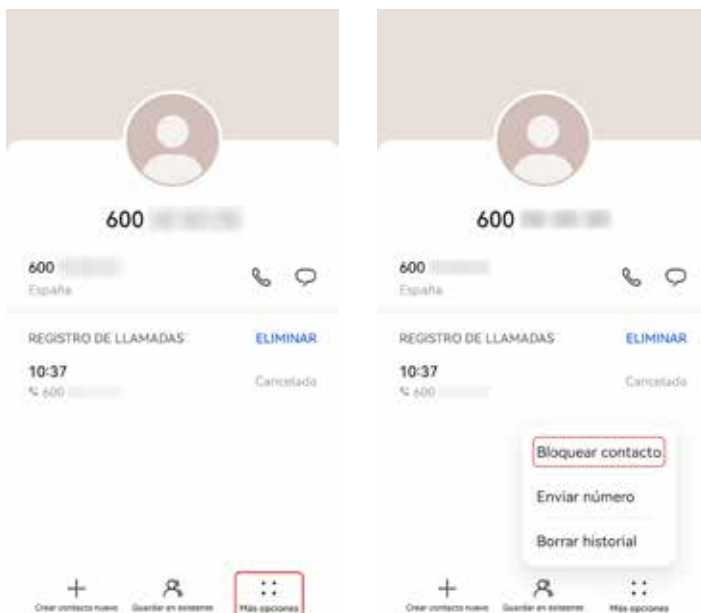 600
600
España
REGISTRO DE LLAMADAS ELIMINAR
10:37
600 Cancelada
Crear contacto nuevo Guardar en existente Más opciones
600
600
España
REGISTRO DE LLAMADAS ELIMINAR
10:37
600 Cancelada
Bloquear contacto
Enviar número
Borrar historial
Crear contacto nuevo Guardar en existente Más opciones